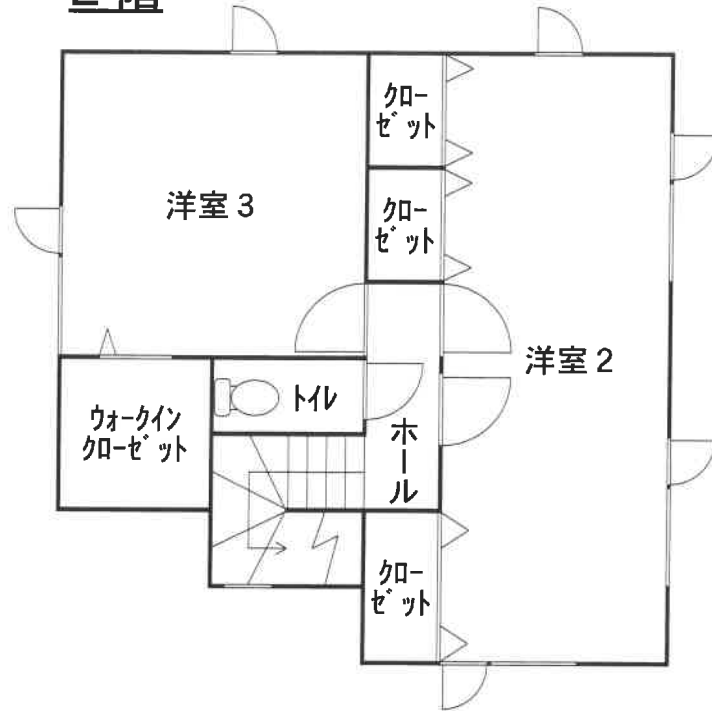 2階
クロー
ゼット
洋室3
クロー
ゼット
洋室2
トイレ
ウォークイン
クローゼット
ホール
クロー
ゼット